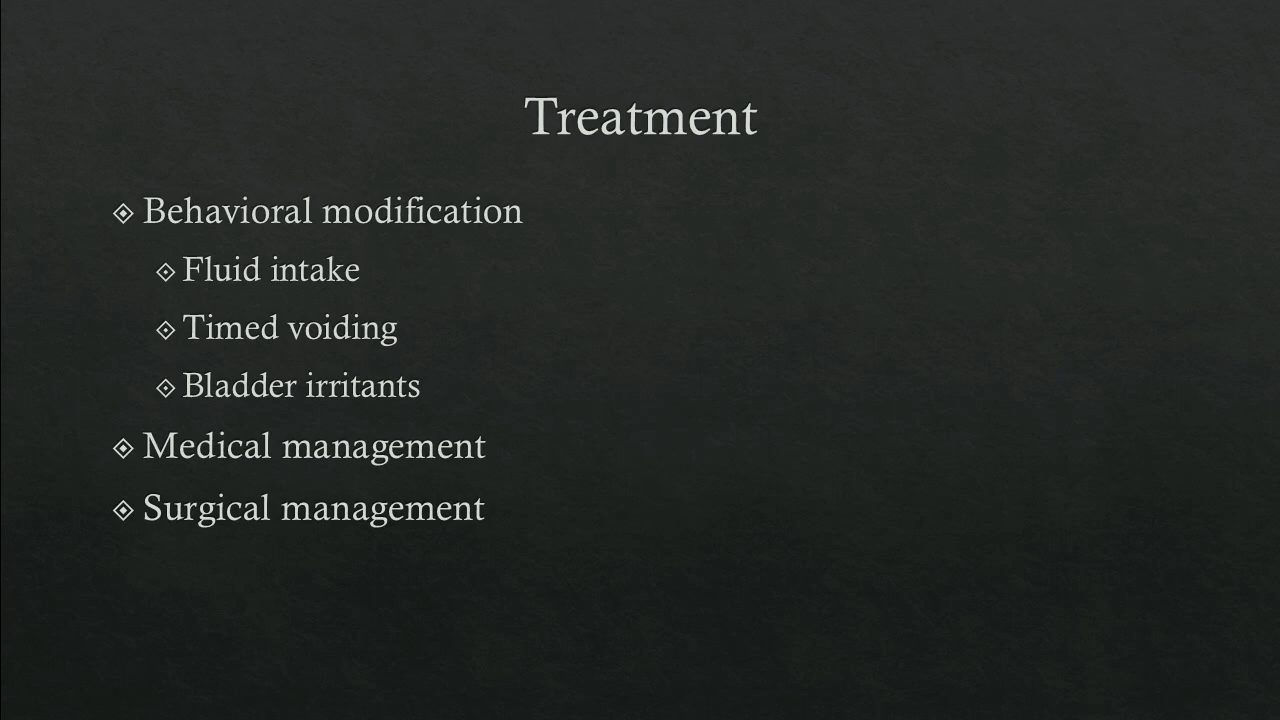 Treatment
Behavioral modification
Fluid intake
Timed voiding
Bladder irritants
Medical management
Surgical management